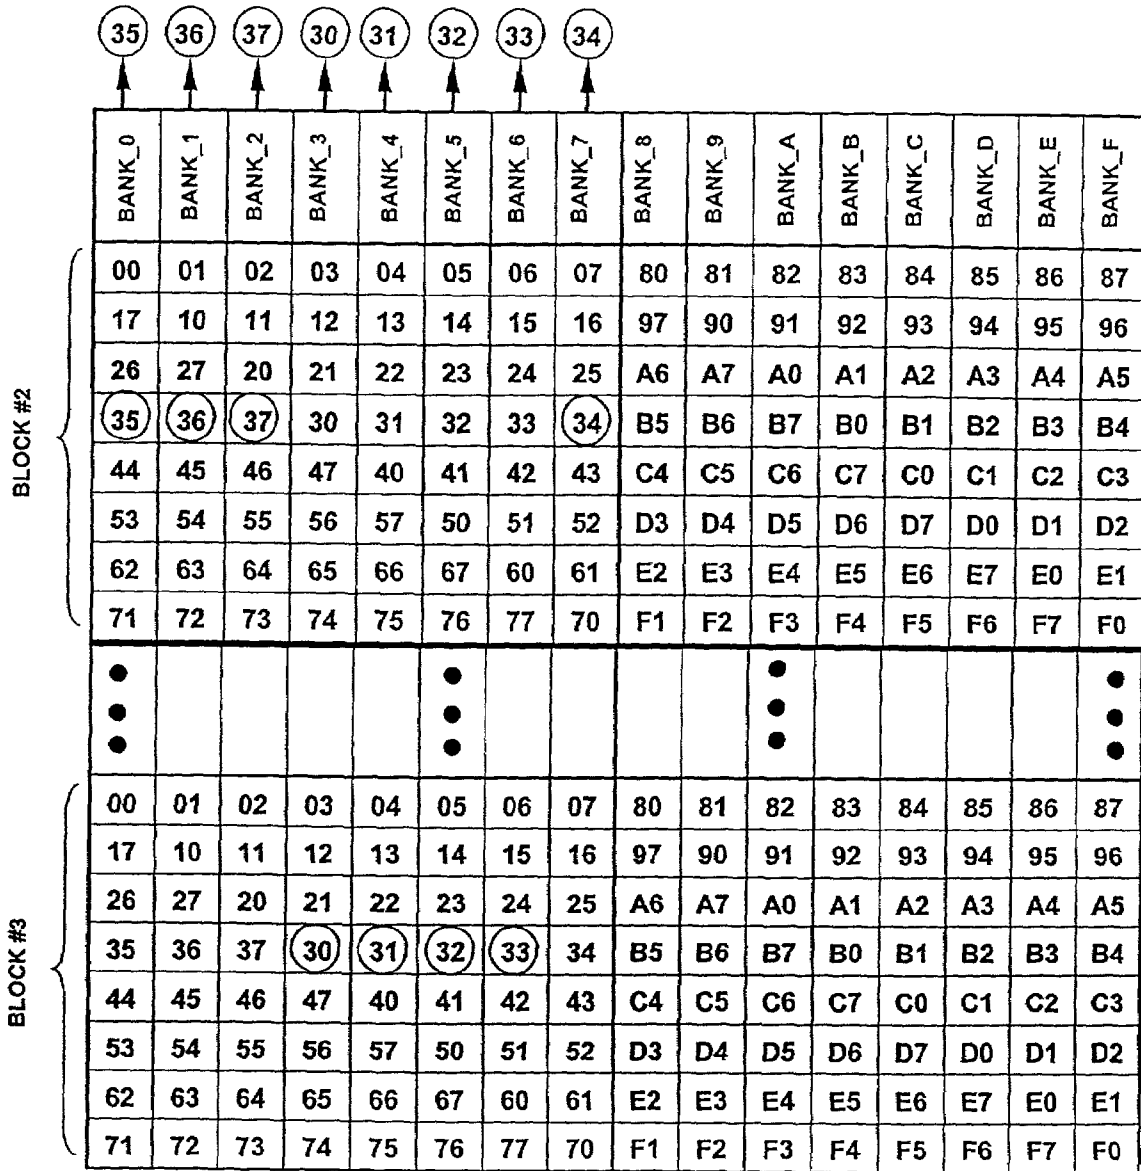 35 36 37 30 31 32 33 34
BANK_0 BANK_1 BANK_2 BANK_3 BANK_4 BANK_5 BANK_6 BANK_7 BANK_8 BANK_9 BANK_A BANK_B BANK_C BANK_D BANK_E BANK_F
BLOCK #2
00 01 02 03 04 05 06 07 80 81 82 83 84 85 86 87
17 10 11 12 13 14 15 16 97 90 91 92 93 94 95 96
26 27 20 21 22 23 24 25 A6 A7 A0 A1 A2 A3 A4 A5
35 36 37 30 31 32 33 34 B5 B6 B7 B0 B1 B2 B3 B4
44 45 46 47 40 41 42 43 C4 C5 C6 C7 C0 C1 C2 C3
53 54 55 56 57 50 51 52 D3 D4 D5 D6 D7 D0 D1 D2
62 63 64 65 66 67 60 61 E2 E3 E4 E5 E6 E7 E0 E1
71 72 73 74 75 76 77 70 F1 F2 F3 F4 F5 F6 F7 F0
BLOCK #3
00 01 02 03 04 05 06 07 80 81 82 83 84 85 86 87
17 10 11 12 13 14 15 16 97 90 91 92 93 94 95 96
26 27 20 21 22 23 24 25 A6 A7 A0 A1 A2 A3 A4 A5
35 36 37 30 31 32 33 34 B5 B6 B7 B0 B1 B2 B3 B4
44 45 46 47 40 41 42 43 C4 C5 C6 C7 C0 C1 C2 C3
53 54 55 56 57 50 51 52 D3 D4 D5 D6 D7 D0 D1 D2
62 63 64 65 66 67 60 61 E2 E3 E4 E5 E6 E7 E0 E1
71 72 73 74 75 76 77 70 F1 F2 F3 F4 F5 F6 F7 F0